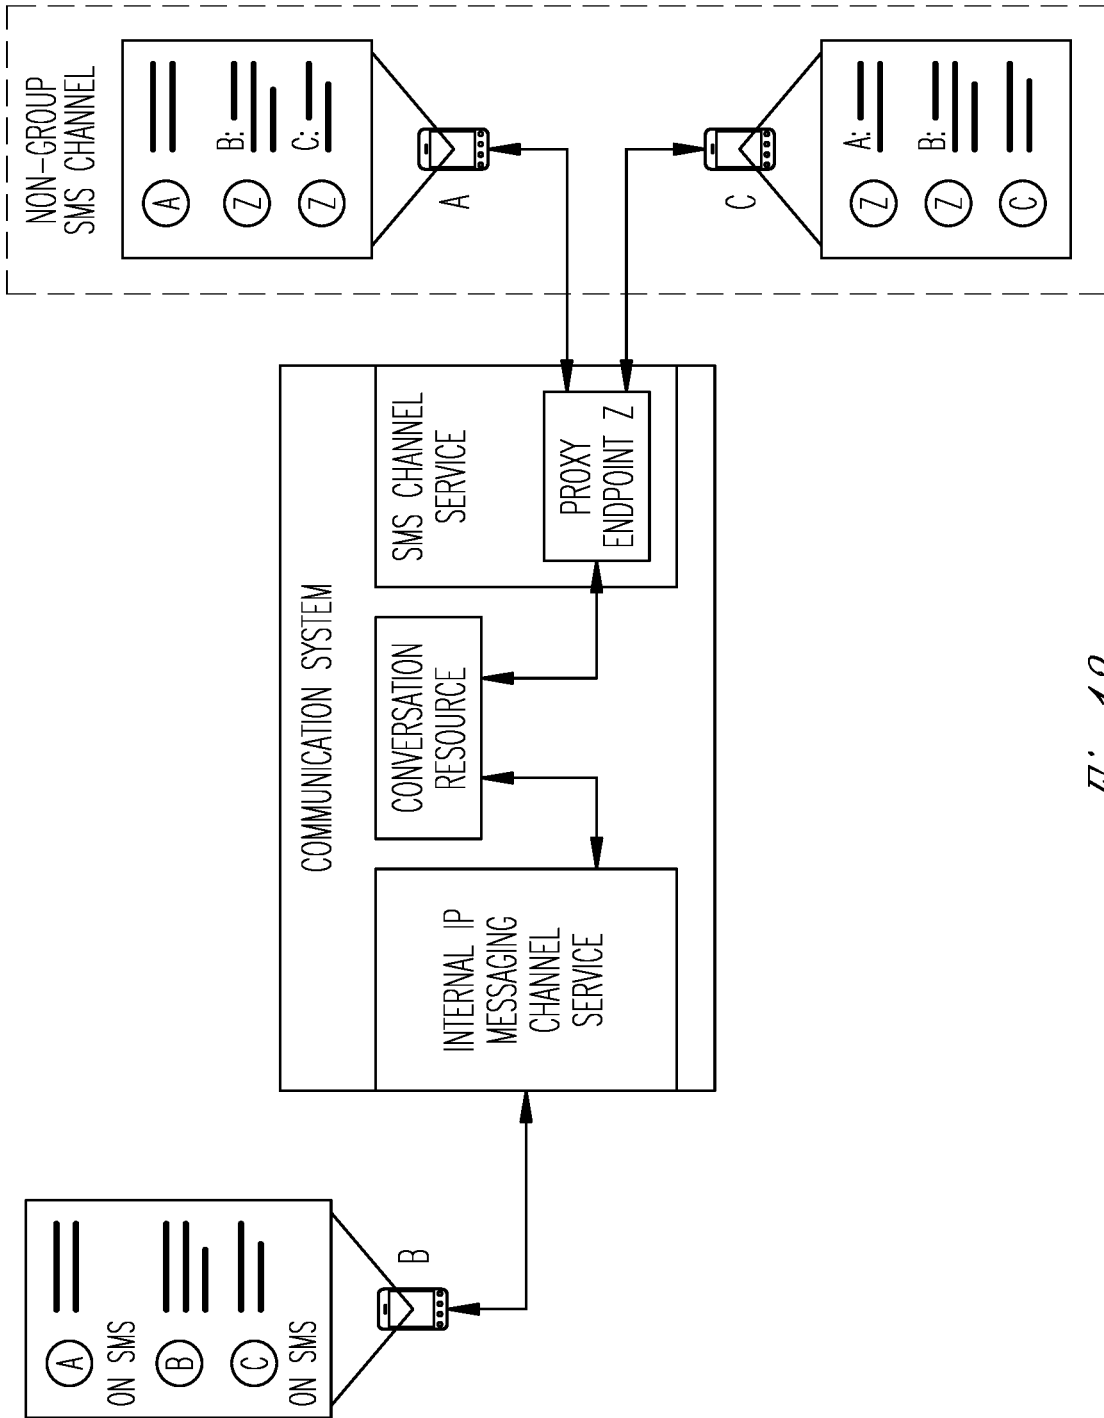 A
ON SMS
B
C
ON SMS
B
COMMUNICATION SYSTEM
INTERNAL IP
MESSAGING
CHANNEL
SERVICE
CONVERSATION
RESOURCE
SMS CHANNEL
SERVICE
PROXY
ENDPOINT Z
NON-GROUP
SMS CHANNEL
A
Z B:
Z C:
A
C
Z A:
Z B:
C